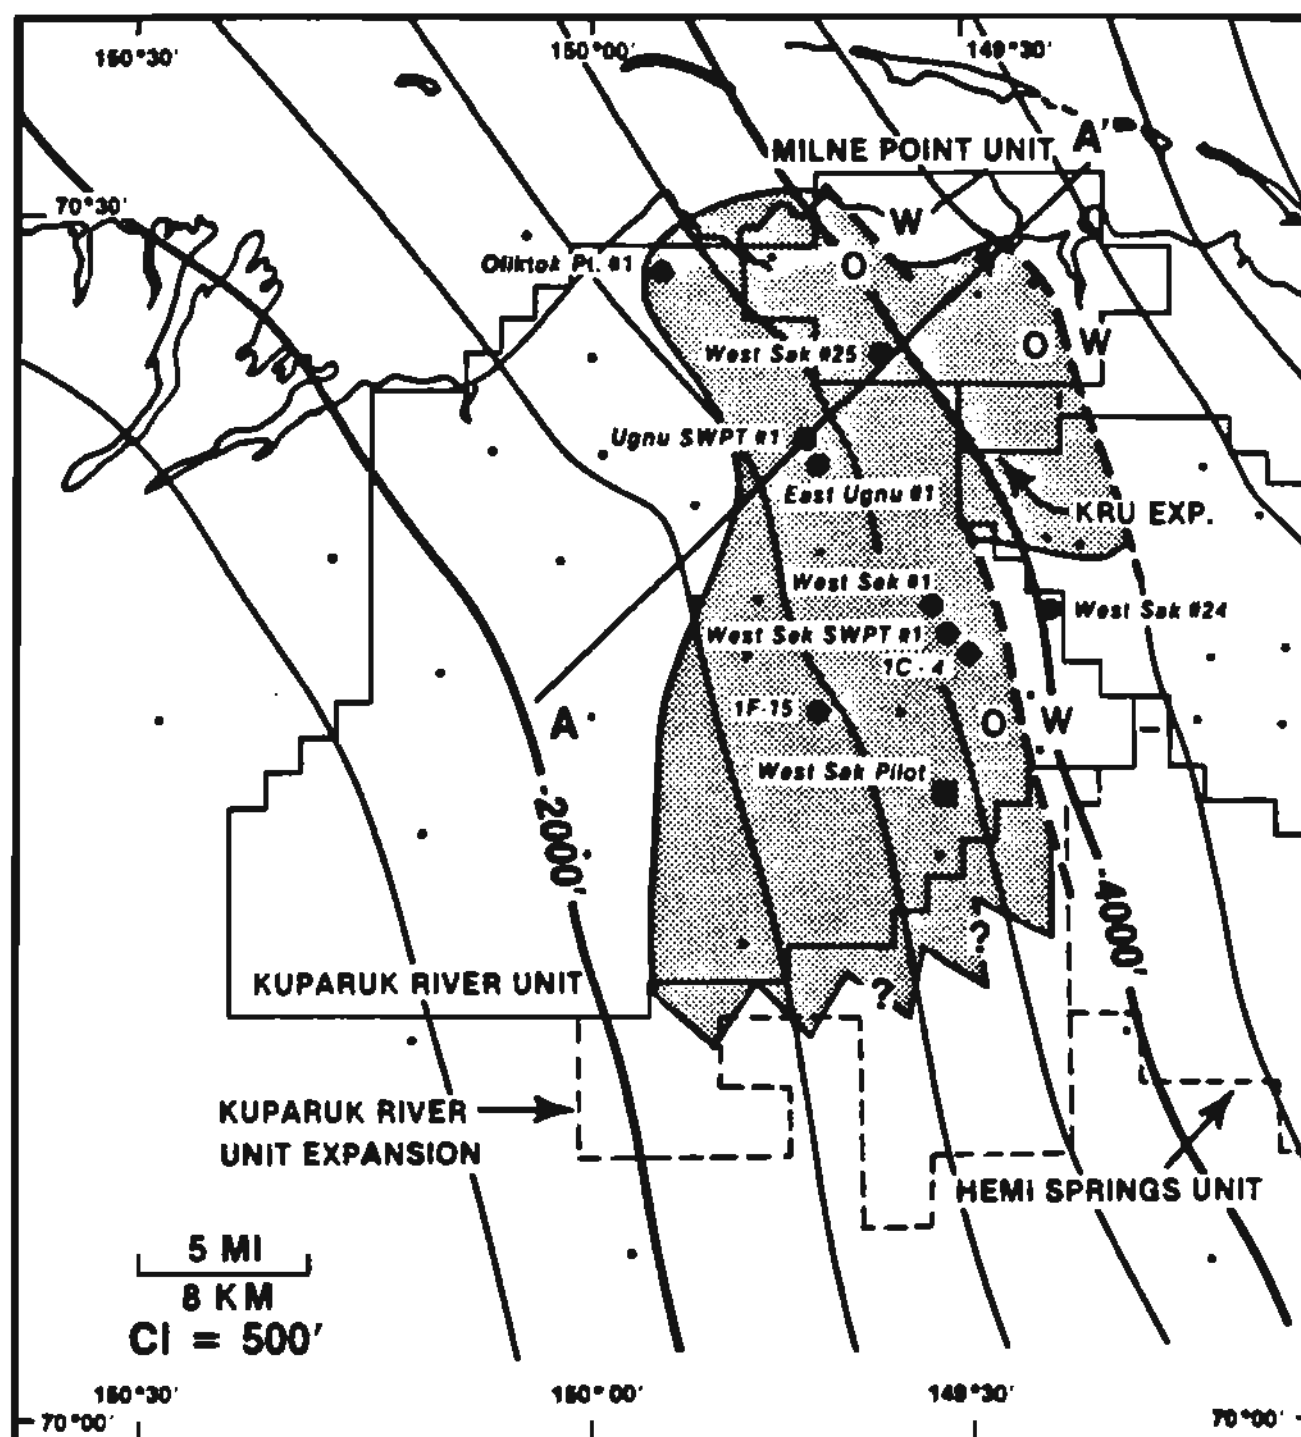 150°30'
150°00'
149°30'
A'
MILNE POINT UNIT
70°30'
W
O
Oliktok Pt. #1
O
O
W
West Sak #25
Ugnu SWPT #1
East Ugnu #1
KRU EXP.
West Sak #1
West Sak #24
West Sak SWPT #1
1C-4
1F-15
A
O
W
West Sak Pilot
-2000'
-4000'
?
?
KUPARUK RIVER UNIT
KUPARUK RIVER
UNIT EXPANSION
HEMI SPRINGS UNIT
5 MI
8 KM
CI = 500'
150°30'
150°00'
149°30'
70°00'
70°00'